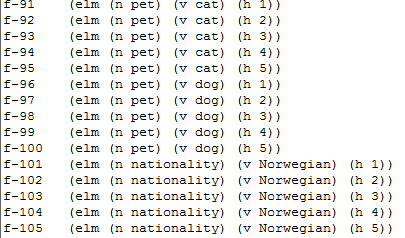 f-91 (elm (n pet) (v cat) (h 1))
f-92 (elm (n pet) (v cat) (h 2))
f-93 (elm (n pet) (v cat) (h 3))
f-94 (elm (n pet) (v cat) (h 4))
f-95 (elm (n pet) (v cat) (h 5))
f-96 (elm (n pet) (v dog) (h 1))
f-97 (elm (n pet) (v dog) (h 2))
f-98 (elm (n pet) (v dog) (h 3))
f-99 (elm (n pet) (v dog) (h 4))
f-100 (elm (n pet) (v dog) (h 5))
f-101 (elm (n nationality) (v Norwegian) (h 1))
f-102 (elm (n nationality) (v Norwegian) (h 2))
f-103 (elm (n nationality) (v Norwegian) (h 3))
f-104 (elm (n nationality) (v Norwegian) (h 4))
f-105 (elm (n nationality) (v Norwegian) (h 5))